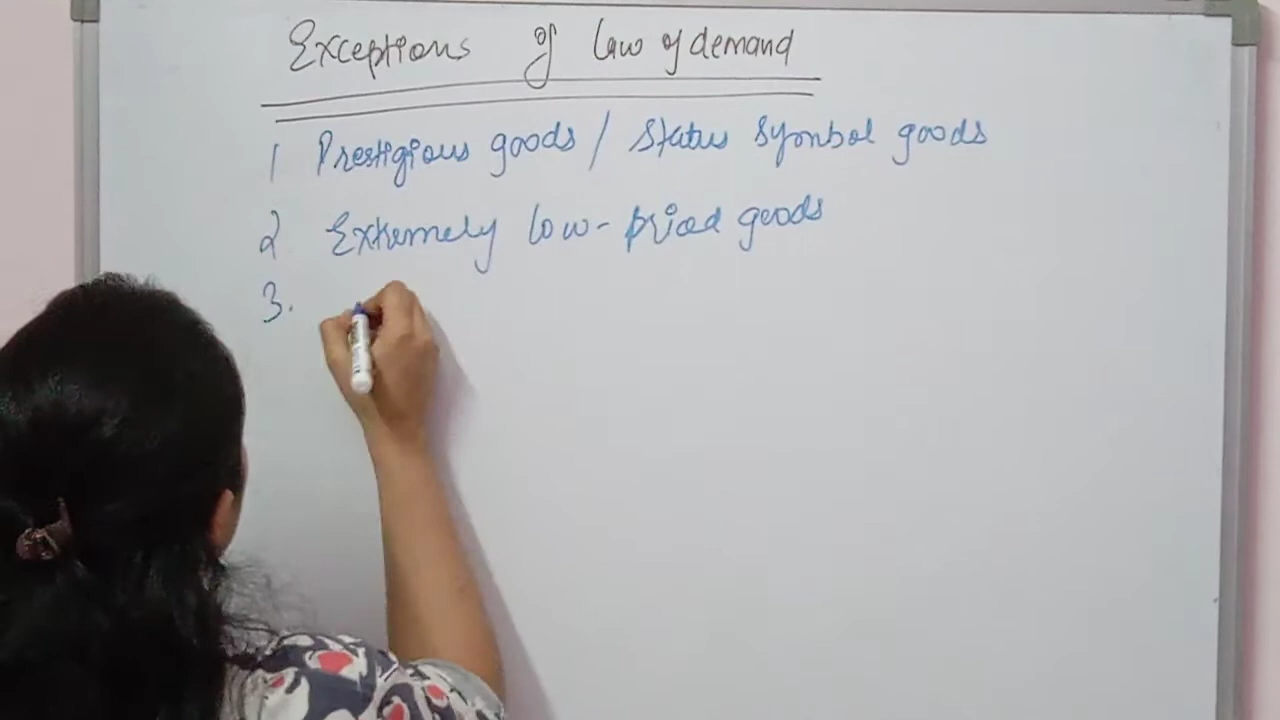 Exceptions of law of demand
1 Prestigious goods / Status Symbol goods
2 Extremely low-priced goods
3.